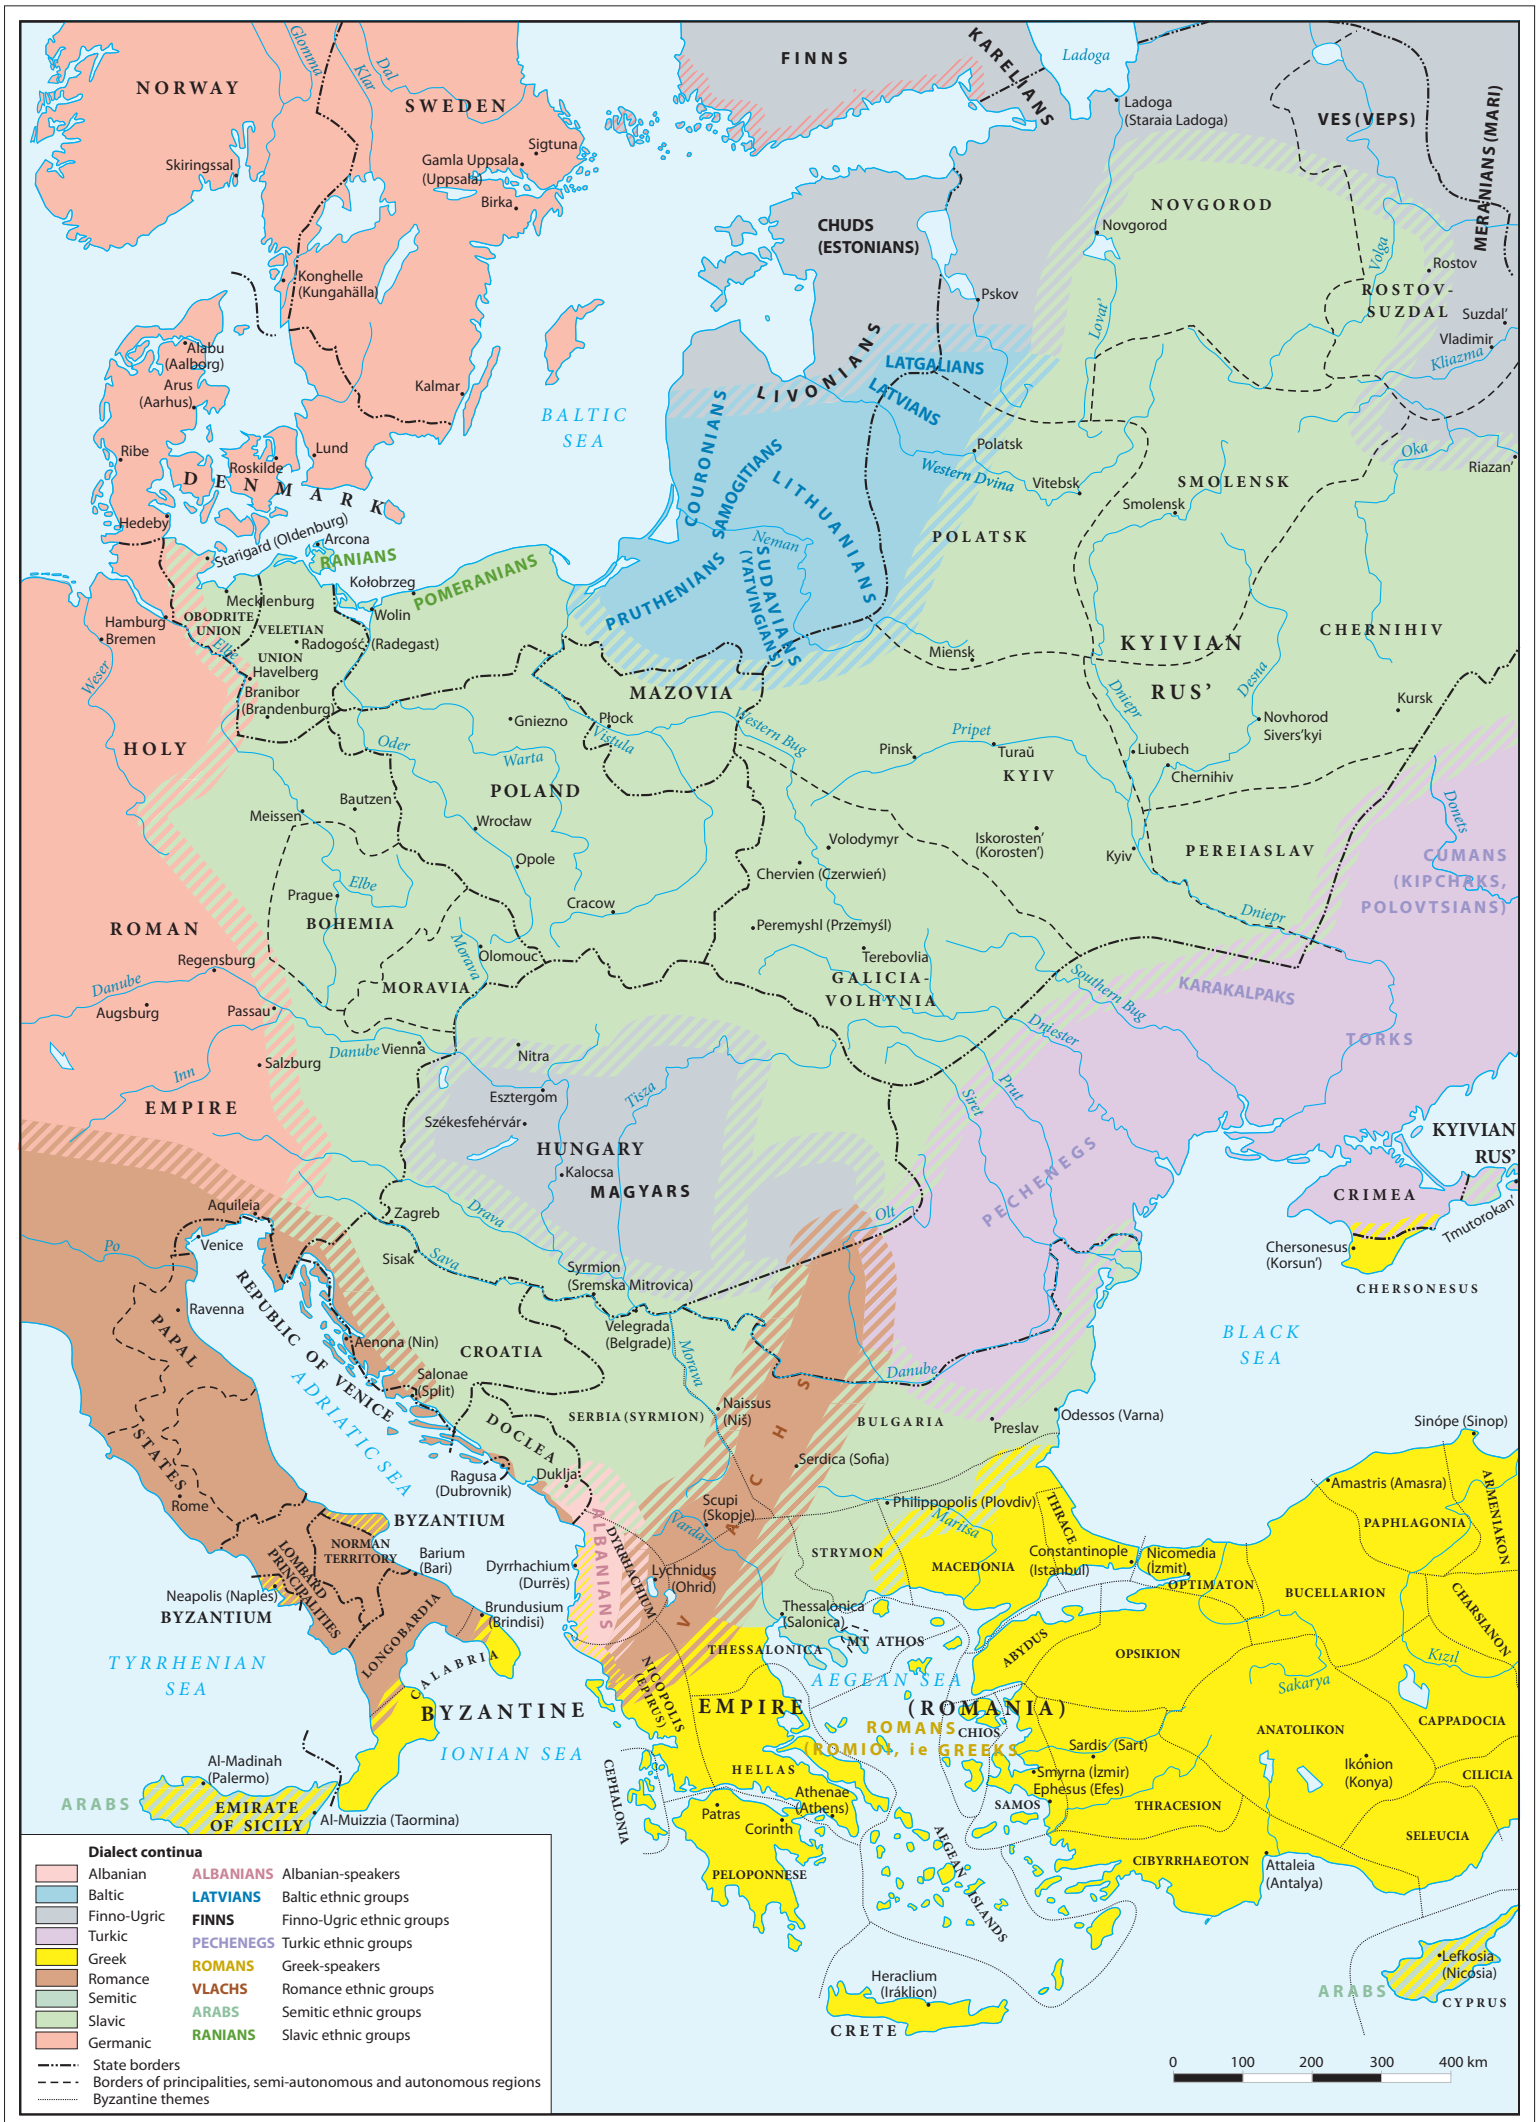 NORWAY
Glomma
Klar
Dal
SWEDEN
FINNS
KARELIANS
Ladoga
Ladoga
(Staraia Ladoga)
VES (VEPS)
MERANIANS (MARI)
Skiringssal
Gamla Uppsala
(Uppsala)
Sigtuna
Birka
CHUDS
(ESTONIANS)
NOVGOROD
Novgorod
Volga
Rostov
Konghelle
(Kungahälla)
Pskov
Lovat'
ROSTOV-
SUZDAL
Suzdal'
Vladimir
Kliazma
Alabu
(Aalborg)
Arus
(Aarhus)
Kalmar
BALTIC
SEA
LIVONIANS
LATGALIANS
LATVIANS
Ribe
Roskilde
Lund
DENMARK
COURONIANS
SAMOGITIANS
LITHUANIANS
Polatsk
Western Dvina
Vitebsk
SMOLENSK
Smolensk
Oka
Riazan'
Hedeby
Starigard (Oldenburg)
Arcona
RANIANS
Neman
POLATSK
Kołobrzeg
POMERANIANS
PRUTHENIANS
SUDAVIANS
(YATVINGIANS)
Mecklenburg
OBODRITE
UNION
VELETIAN
UNION
Wolin
Radogość (Radegast)
Hamburg
Bremen
Elbe
Weser
Havelberg
Branibor
(Brandenburg)
Miensk
KYIVIAN
RUS'
CHERNIHIV
Dniepr
Desna
Kursk
HOLY
MAZOVIA
Gniezno
Płock
Vistula
Western Bug
Novhorod
Sivers'kyi
Oder
Warta
POLAND
Pinsk
Pripet
Turaŭ
KYIV
Liubech
Chernihiv
Donets
Meissen
Bautzen
Wrocław
Opole
Volodymyr
Chervien (Czerwień)
Iskorosten'
(Korosten')
Kyiv
PEREIASLAV
CUMANS
(KIPCHAKS,
POLOVTSIANS)
Prague
Elbe
BOHEMIA
Cracow
Peremyshl (Przemyśl)
Dniepr
ROMAN
Regensburg
Morava
Olomouc
Terebovlia
GALICIA-
VOLHYNIA
Danube
Augsburg
Passau
MORAVIA
Southern Bug
KARAKALPAKS
Dniester
TORKS
Salzburg
Danube
Vienna
Nitra
Inn
EMPIRE
Esztergom
Székesfehérvár
Tisza
Siret
Prut
HUNGARY
Kalocsa
MAGYARS
PECHENEGS
KYIVIAN
RUS'
CRIMEA
Tmutorokan'
Aquileia
Venice
Po
Zagreb
Drava
Olt
Sisak
Sava
Chersonesus
(Korsun')
CHERSONESUS
Syrmion
(Sremska Mitrovica)
Ravenna
PAPAL
STATES
REPUBLIC OF VENICE
ADRIATIC SEA
Aenona (Nin)
CROATIA
Velegrada
(Belgrade)
Morava
BLACK
SEA
Salonae
(Split)
Danube
SERBIA (SYRMION)
Naissus
(Niš)
BULGARIA
Preslav
Odessos (Varna)
Sinópe (Sinop)
DOCLEA
Duklja
Ragusa
(Dubrovnik)
Serdica (Sofia)
VLACHS
Amastris (Amasra)
ARMENIAKON
Rome
BYZANTIUM
NORMAN
TERRITORY
LOMBARD
PRINCIPALITIES
Barium
(Bari)
Scupi
(Skopje)
Vardar
Philippopolis (Plovdiv)
Maritsa
THRACE
PAPHLAGONIA
ALBANIANS
DYRRHACHIUM
Dyrrhachium
(Durrës)
Lychnidus
(Ohrid)
STRYMON
MACEDONIA
Constantinople
(Istanbul)
Nicomedia
(İzmit)
OPTIMATON
BUCELLARION
CHARSIANON
Neapolis (Naples)
BYZANTIUM
Brundusium
(Brindisi)
LONGOBARDIA
CALABRIA
Thessalonica
(Salonica)
THESSALONICA
MT ATHOS
ABYDUS
OPSIKION
Kızıl
TYRRHENIAN
SEA
NICOPOLIS
(EPIRUS)
AEGEAN SEA
Sakarya
BYZANTINE
EMPIRE
(ROMANIA)
ROMANS
(ROMIOI, ie GREEKS
CHIOS
ANATOLIKON
CAPPADOCIA
IONIAN SEA
Sardis (Sart)
Smyrna (İzmir)
Ephesus (Efes)
Ikónion
(Konya)
CILICIA
Al-Madinah
(Palermo)
ARABS
EMIRATE
OF SICILY
Al-Muizzia (Taormina)
CEPHALONIA
HELLAS
Athenae
(Athens)
Patras
Corinth
SAMOS
THRACESION
SELEUCIA
PELOPONNESE
AEGEAN ISLANDS
CIBYRRHAEOTON
Attaleia
(Antalya)
Heraclium
(Iráklion)
CRETE
ARABS
Lefkosia
(Nicosia)
CYPRUS
Dialect continua
Albanian
Baltic
Finno-Ugric
Turkic
Greek
Romance
Semitic
Slavic
Germanic
ALBANIANS Albanian-speakers
LATVIANS Baltic ethnic groups
FINNS Finno-Ugric ethnic groups
PECHENEGS Turkic ethnic groups
ROMANS Greek-speakers
VLACHS Romance ethnic groups
ARABS Semitic ethnic groups
RANIANS Slavic ethnic groups
State borders
Borders of principalities, semi-autonomous and autonomous regions
Byzantine themes
0 100 200 300 400 km